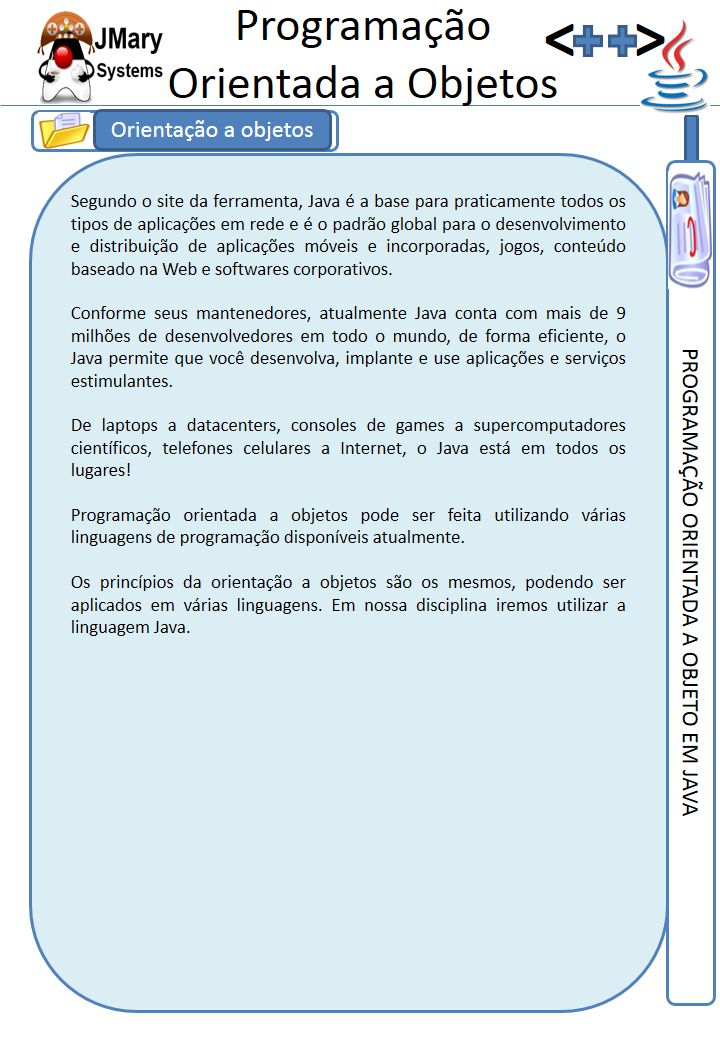 Programação
Orientada a Objetos
JMary
Systems
<++>
Orientação a objetos
Segundo o site da ferramenta, Java é a base para praticamente todos os
tipos de aplicações em rede e é o padrão global para o desenvolvimento
e distribuição de aplicações móveis e incorporadas, jogos, conteúdo
baseado na Web e softwares corporativos.
Conforme seus mantenedores, atualmente Java conta com mais de 9
milhões de desenvolvedores em todo o mundo, de forma eficiente, o
Java permite que você desenvolva, implante e use aplicações e serviços
estimulantes.
De laptops a datacenters, consoles de games a supercomputadores
científicos, telefones celulares a Internet, o Java está em todos os
lugares!
Programação orientada a objetos pode ser feita utilizando várias
linguagens de programação disponíveis atualmente.
Os princípios da orientação a objetos são os mesmos, podendo ser
aplicados em várias linguagens. Em nossa disciplina iremos utilizar a
linguagem Java.
PROGRAMAÇÃO ORIENTADA A OBJETO EM JAVA